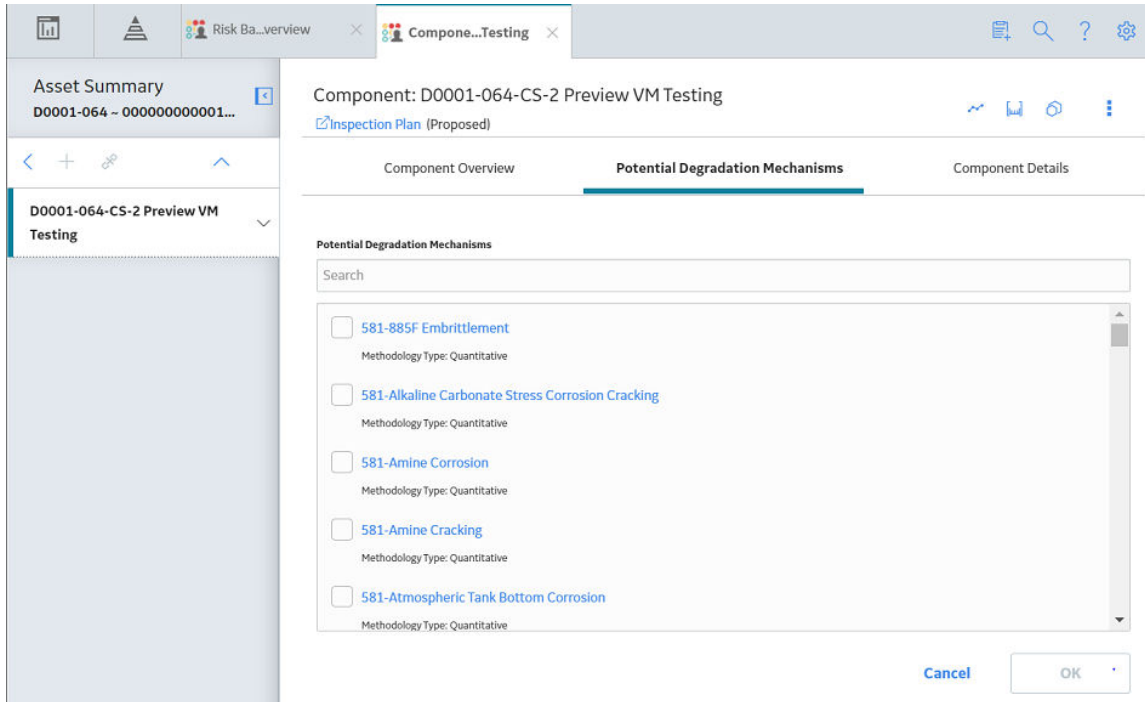 Risk Ba...verview
Compone...Testing
?
Asset Summary
D0001-064 ~ 000000000001...
D0001-064-CS-2 Preview VM
Testing
Component: D0001-064-CS-2 Preview VM Testing
Inspection Plan (Proposed)
Component Overview
Potential Degradation Mechanisms
Component Details
Potential Degradation Mechanisms
Search
581-885F Embrittlement
Methodology Type: Quantitative
581-Alkaline Carbonate Stress Corrosion Cracking
Methodology Type: Quantitative
581-Amine Corrosion
Methodology Type: Quantitative
581-Amine Cracking
Methodology Type: Quantitative
581-Atmospheric Tank Bottom Corrosion
Methodology Type: Quantitative
Cancel
OK